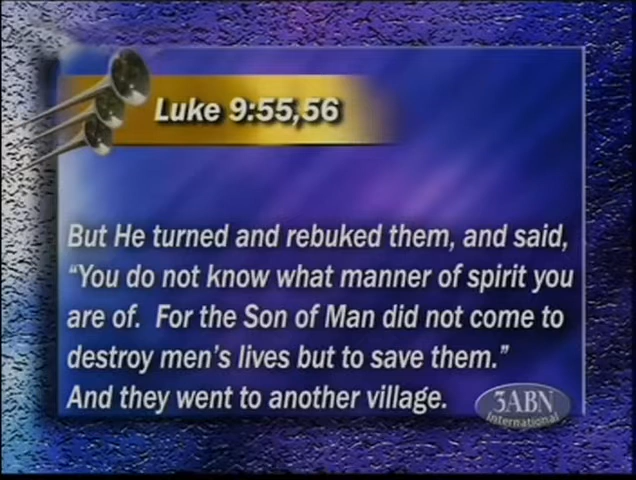 Luke 9:55,56
But He turned and rebuked them, and said,
“You do not know what manner of spirit you
are of.  For the Son of Man did not come to
destroy men’s lives but to save them.”
And they went to another village.
3ABN
International